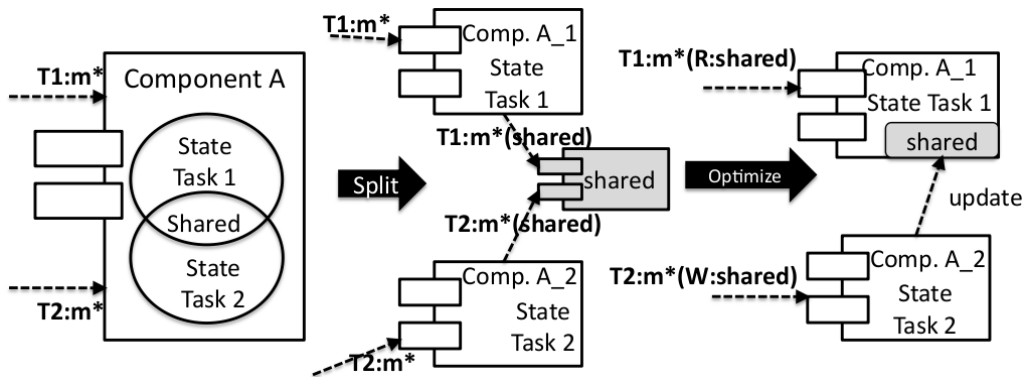 T1:m*
Component A
State
Task 1
Shared
State
Task 2
T2:m*
Split
T1:m*
Comp. A_1
State
Task 1
T1:m*(shared)
shared
T2:m*(shared)
Comp. A_2
State
Task 2
T2:m*
Optimize
T1:m*(R:shared)
Comp. A_1
State Task 1
shared
update
T2:m*(W:shared)
Comp. A_2
State
Task 2